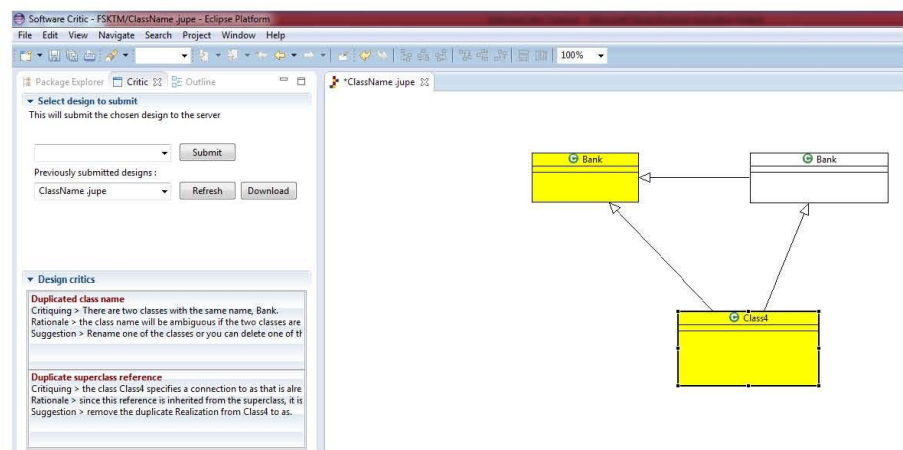 Software Critic - FSKTM/ClassName .jupe - Eclipse Platform
File Edit View Navigate Search Project Window Help
100%
Package Explorer Critic Outline
*ClassName .jupe
Select design to submit
This will submit the chosen design to the server
Submit
Previously submitted designs :
ClassName .jupe Refresh Download
Bank
Bank
Class4
Design critics
Duplicated class name
Critiquing > There are two classes with the same name, Bank.
Rationale > the class name will be ambiguous if the two classes are
Suggestion > Rename one of the classes or you can delete one of th
Duplicate superclass reference
Critiquing > the class Class4 specifies a connection to as that is alre
Rationale > since this reference is inherited from the superclass, it is
Suggestion > remove the duplicate Realization from Class4 to as.